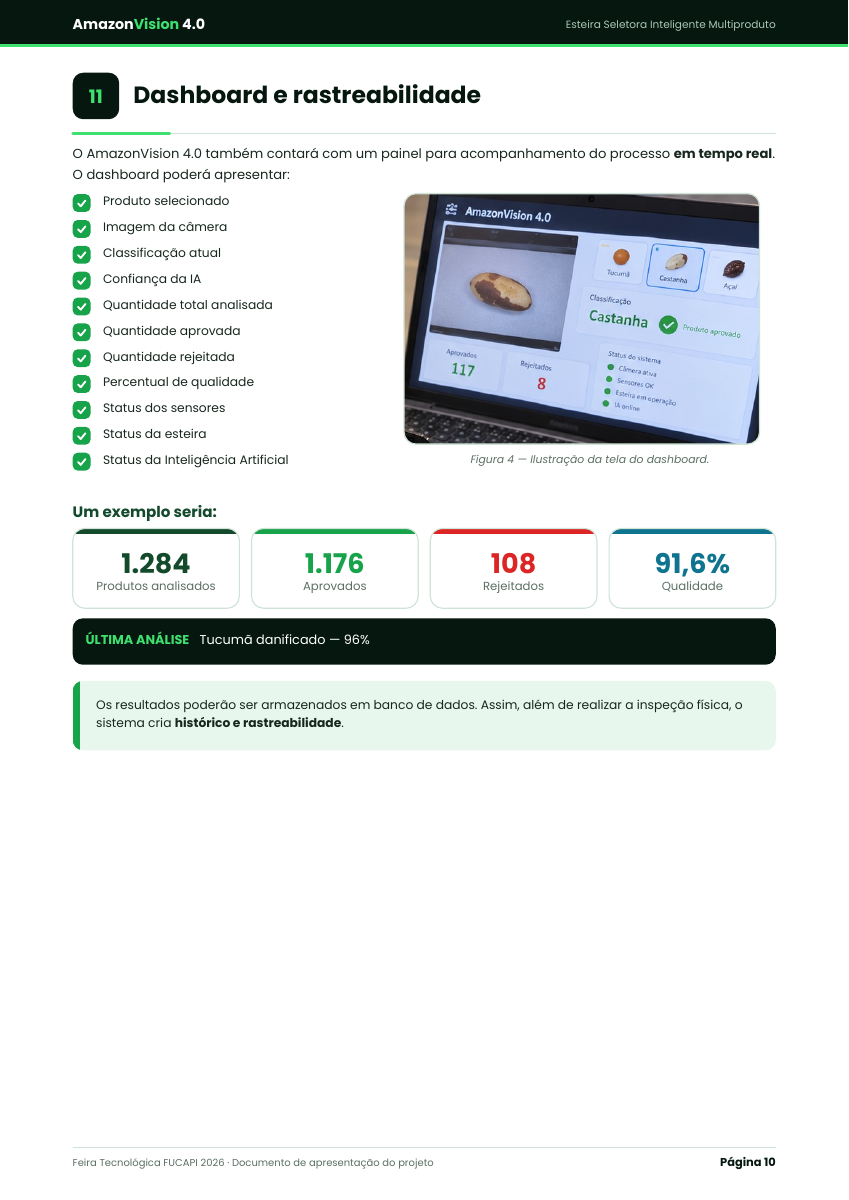 AmazonVision 4.0
Esteira Seletora Inteligente Multiproduto
11
Dashboard e rastreabilidade
O AmazonVision 4.0 também contará com um painel para acompanhamento do processo em tempo real.
O dashboard poderá apresentar:
Produto selecionado
Imagem da câmera
Classificação atual
Confiança da IA
Quantidade total analisada
Quantidade aprovada
Quantidade rejeitada
Percentual de qualidade
Status dos sensores
Status da esteira
Status da Inteligência Artificial
AmazonVision 4.0
Tucumã
Castanha
Açaí
Classificação
Castanha
Produto aprovado
Aprovados
117
Rejeitados
8
Status do sistema
Câmera ativa
Sensores OK
Esteira em operação
IA online
Figura 4 — Ilustração da tela do dashboard.
Um exemplo seria:
1.284
Produtos analisados
1.176
Aprovados
108
Rejeitados
91,6%
Qualidade
ÚLTIMA ANÁLISE Tucumã danificado — 96%
Os resultados poderão ser armazenados em banco de dados. Assim, além de realizar a inspeção física, o
sistema cria histórico e rastreabilidade.
Feira Tecnológica FUCAPI 2026 · Documento de apresentação do projeto
Página 10